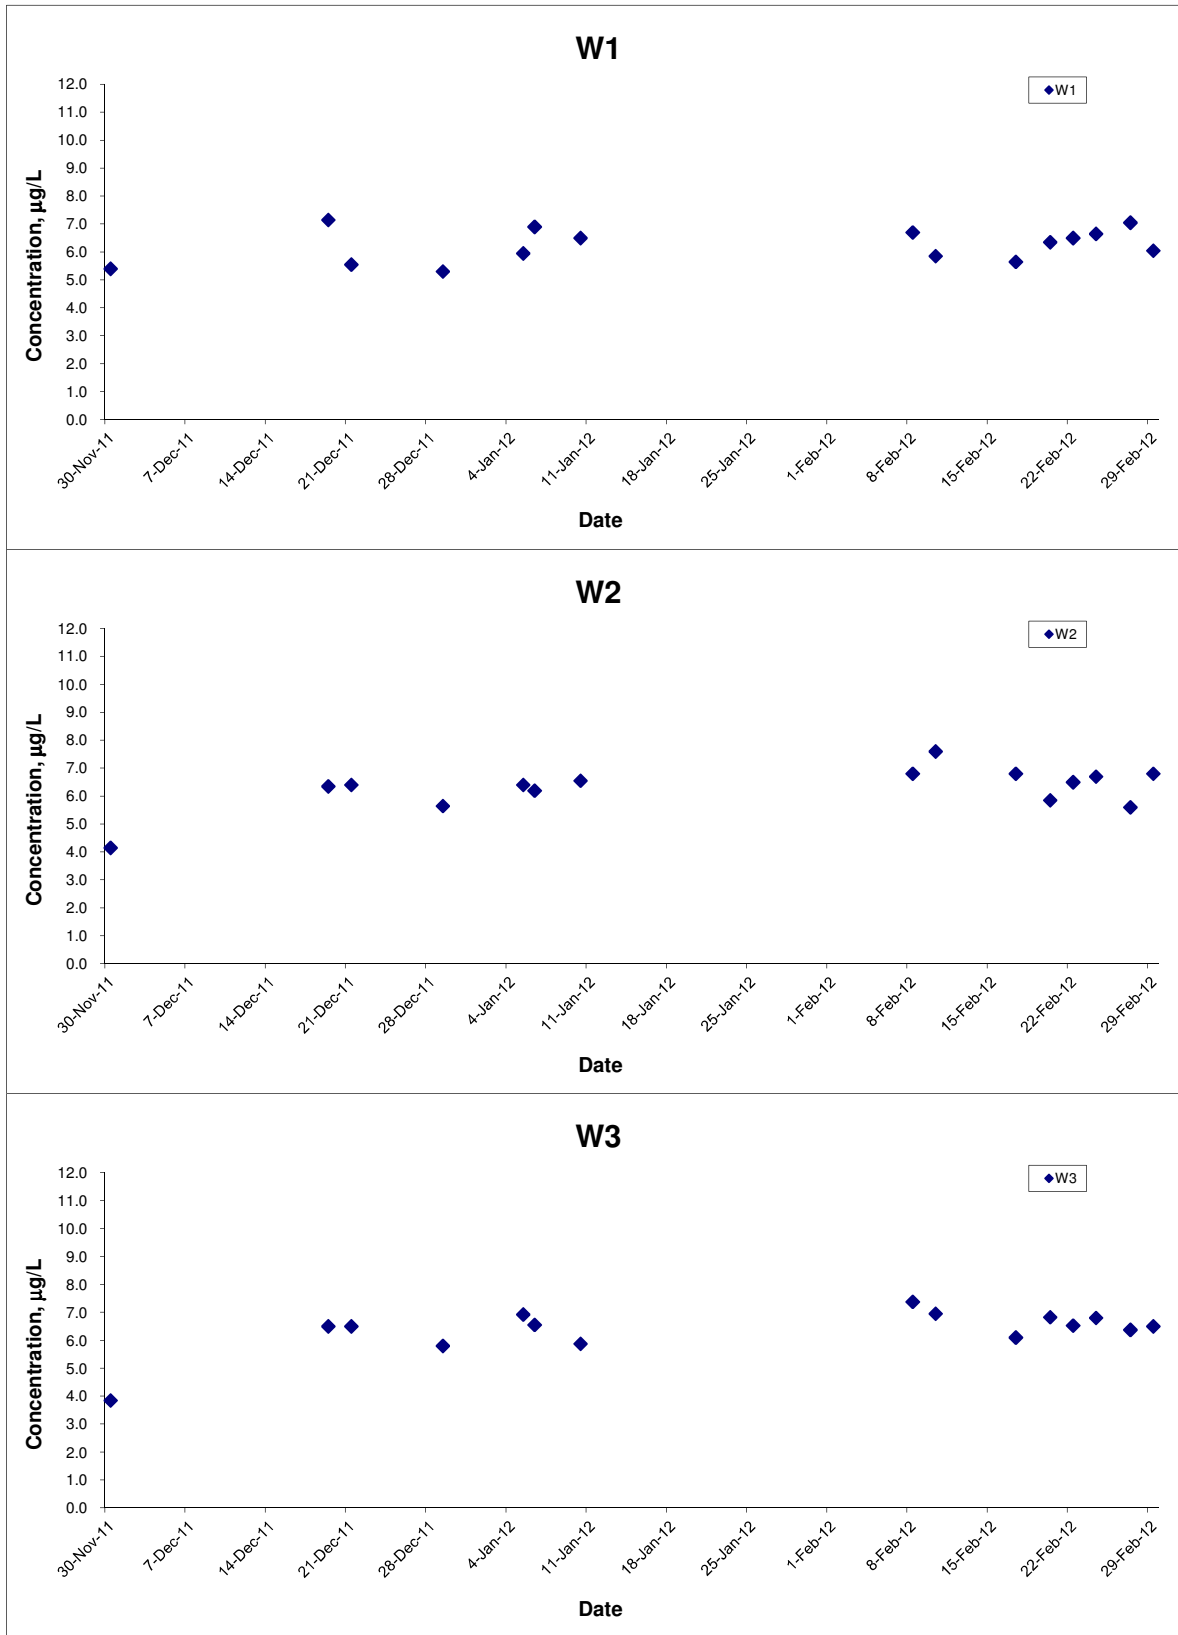 W1
W1
12.0
11.0
10.0
9.0
8.0
7.0
6.0
5.0
4.0
3.0
2.0
1.0
0.0
Concentration, µg/L
30-Nov-11
7-Dec-11
14-Dec-11
21-Dec-11
28-Dec-11
4-Jan-12
11-Jan-12
18-Jan-12
25-Jan-12
1-Feb-12
8-Feb-12
15-Feb-12
22-Feb-12
29-Feb-12
Date
W2
W2
12.0
11.0
10.0
9.0
8.0
7.0
6.0
5.0
4.0
3.0
2.0
1.0
0.0
Concentration, µg/L
30-Nov-11
7-Dec-11
14-Dec-11
21-Dec-11
28-Dec-11
4-Jan-12
11-Jan-12
18-Jan-12
25-Jan-12
1-Feb-12
8-Feb-12
15-Feb-12
22-Feb-12
29-Feb-12
Date
W3
W3
12.0
11.0
10.0
9.0
8.0
7.0
6.0
5.0
4.0
3.0
2.0
1.0
0.0
Concentration, µg/L
30-Nov-11
7-Dec-11
14-Dec-11
21-Dec-11
28-Dec-11
4-Jan-12
11-Jan-12
18-Jan-12
25-Jan-12
1-Feb-12
8-Feb-12
15-Feb-12
22-Feb-12
29-Feb-12
Date